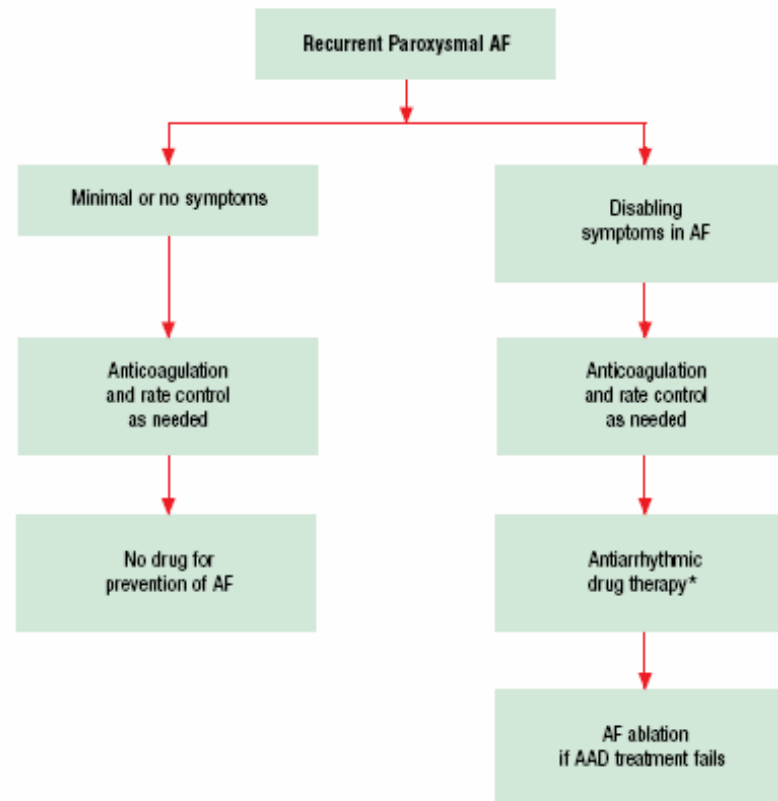 Recurrent Paroxysmal AF
Minimal or no symptoms
Disabling
symptoms in AF
Anticoagulation
and rate control
as needed
Anticoagulation
and rate control
as needed
No drug for
prevention of AF
Antiarrhythmic
drug therapy*
AF ablation
if AAD treatment fails